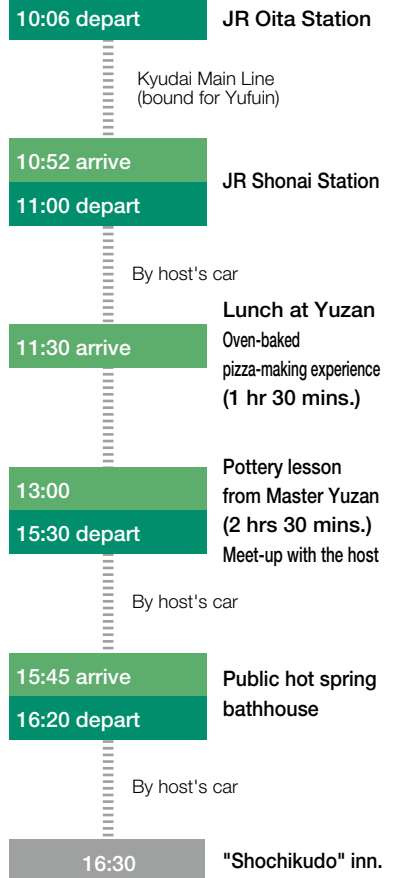 10:06 depart
JR Oita Station
Kyudai Main Line
(bound for Yufuin)
10:52 arrive
11:00 depart
JR Shonai Station
By host's car
11:30 arrive
Lunch at Yuzan
Oven-baked
pizza-making experience
(1 hr 30 mins.)
13:00
15:30 depart
Pottery lesson
from Master Yuzan
(2 hrs 30 mins.)
Meet-up with the host
By host's car
15:45 arrive
16:20 depart
Public hot spring
bathhouse
By host's car
16:30
"Shochikudo" inn.